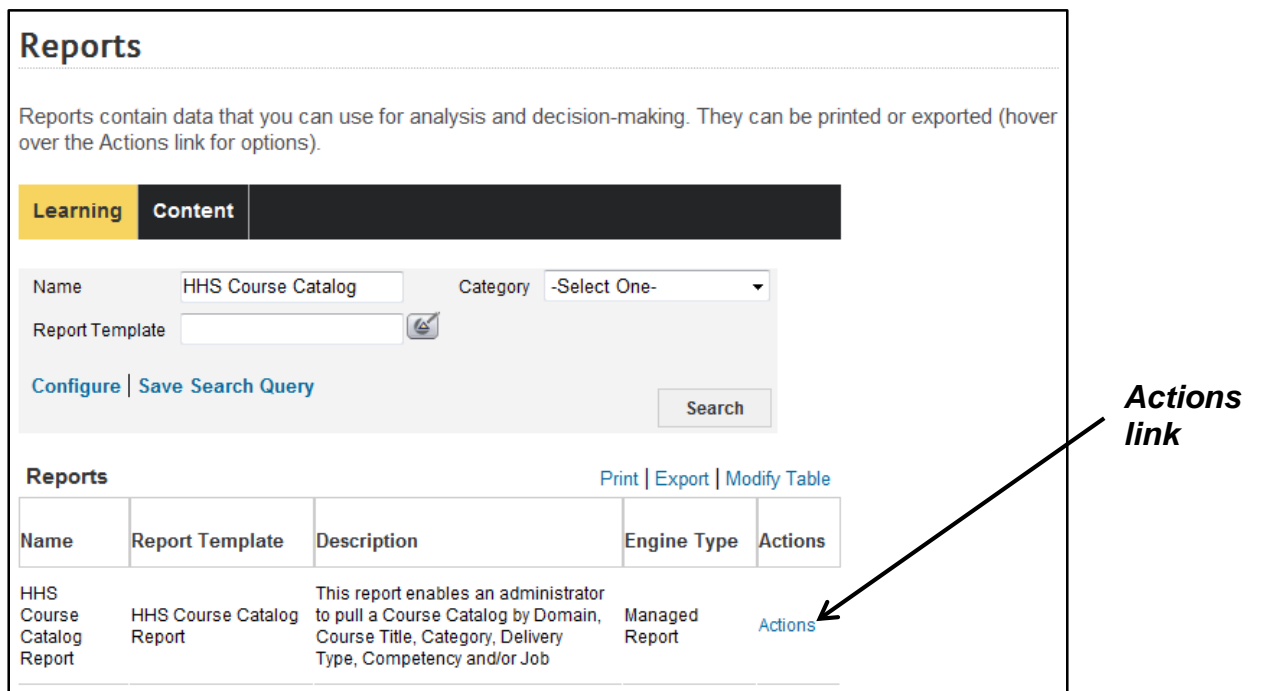 Reports
Reports contain data that you can use for analysis and decision-making. They can be printed or exported (hover
over the Actions link for options).
Learning Content
Name HHS Course Catalog Category -Select One-
Report Template
Configure | Save Search Query
Search
Actions
link
Reports Print | Export | Modify Table
Name Report Template Description Engine Type Actions
HHS
Course
Catalog
Report
HHS Course Catalog
Report
This report enables an administrator
to pull a Course Catalog by Domain,
Course Title, Category, Delivery
Type, Competency and/or Job
Managed
Report
Actions